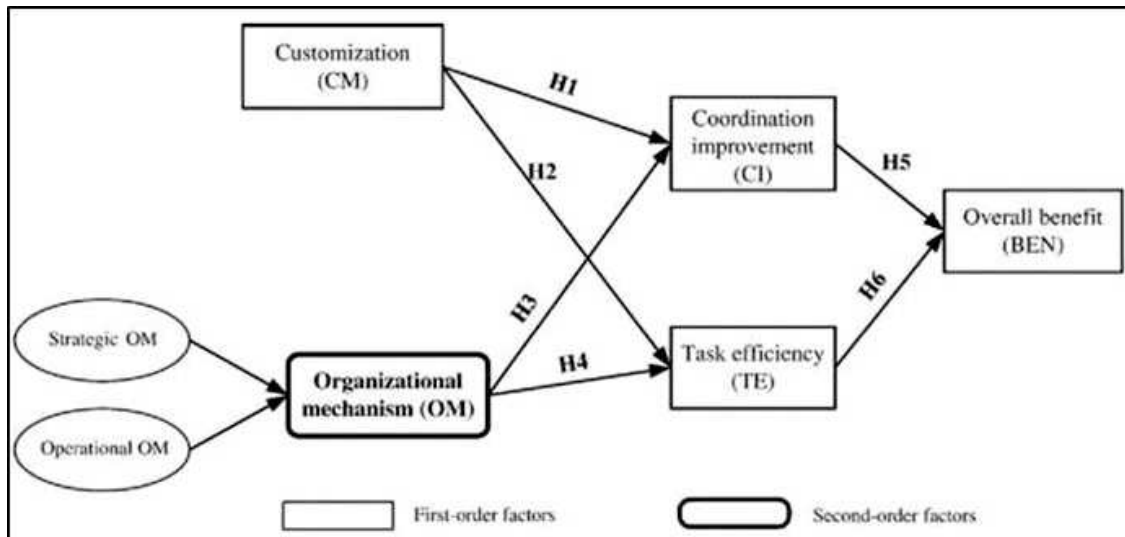 Customization
(CM)
H1
Coordination
improvement
(CI)
H2
H5
Overall benefit
(BEN)
H3
H6
Strategic OM
Task efficiency
(TE)
H4
Organizational
mechanism (OM)
Operational OM
First-order factors
Second-order factors